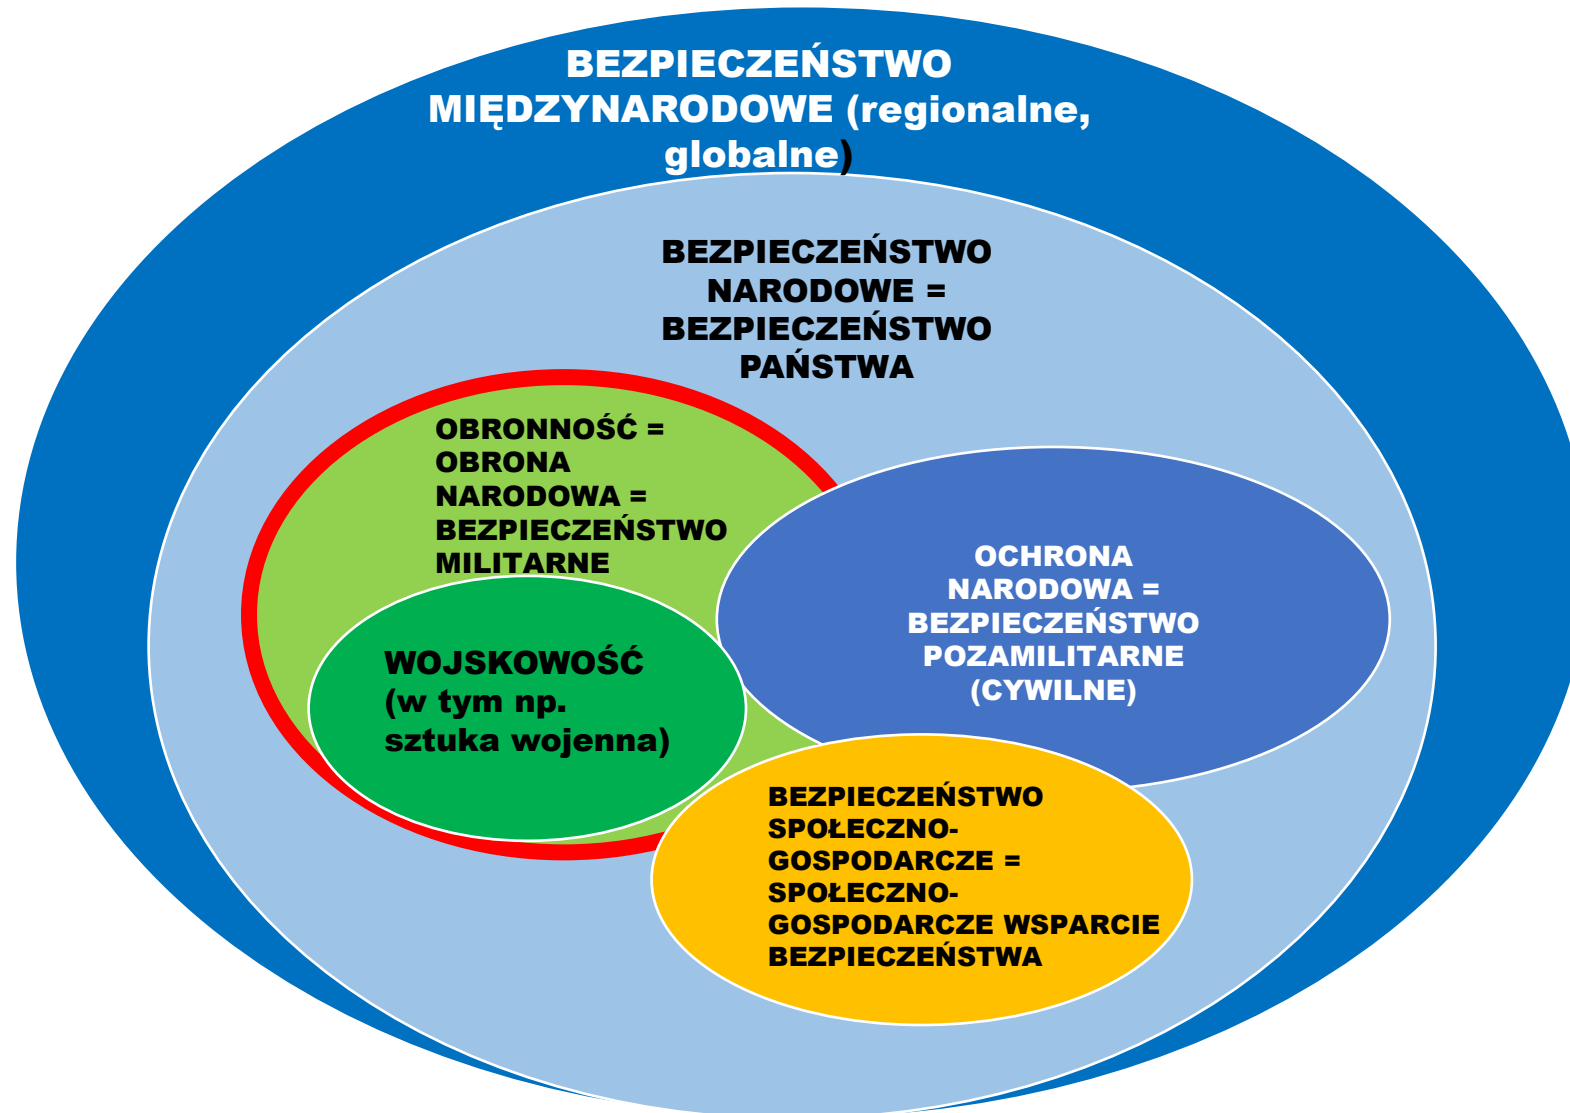 BEZPIECZEŃSTWO
MIĘDZYNARODOWE (regionalne,
globalne)
BEZPIECZEŃSTWO
NARODOWE =
BEZPIECZEŃSTWO
PAŃSTWA
OBRONNOŚĆ =
OBRONA
NARODOWA =
BEZPIECZEŃSTWO
MILITARNE
OCHRONA
NARODOWA =
BEZPIECZEŃSTWO
POZAMILITARNE
(CYWILNE)
WOJSKOWOŚĆ
(w tym np.
sztuka wojenna)
BEZPIECZEŃSTWO
SPOŁECZNO-
GOSPODARCZE =
SPOŁECZNO-
GOSPODARCZE WSPARCIE
BEZPIECZEŃSTWA